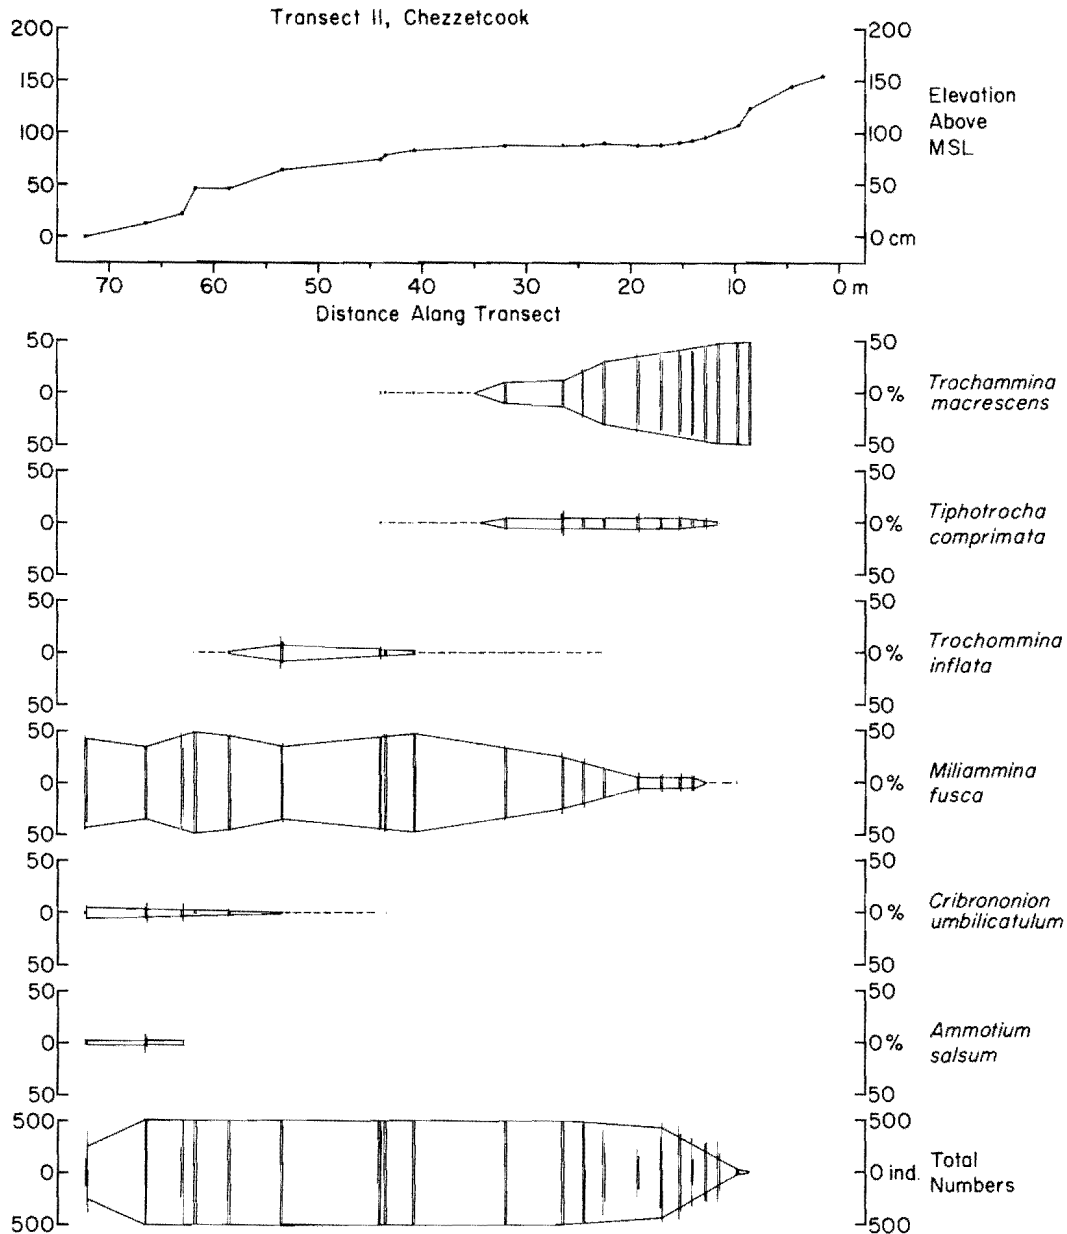 Transect II, Chezzetcook
200 200
150 150
100 100
50 50
0 0 cm
Elevation
Above
MSL
70 60 50 40 30 20 10 0 m
Distance Along Transect
50 50
0 0 %
50 50
Trochammina
macrescens
50 50
0 0 %
50 50
Tiphotrocha
comprimata
50 50
0 0 %
50 50
Trochommina
inflata
50 50
0 0 %
50 50
Miliammina
fusca
50 50
0 0 %
50 50
Cribrononion
umbilicatulum
50 50
0 0 %
50 50
Ammotium
salsum
500 500
0 0 ind.
500 500
Total
Numbers